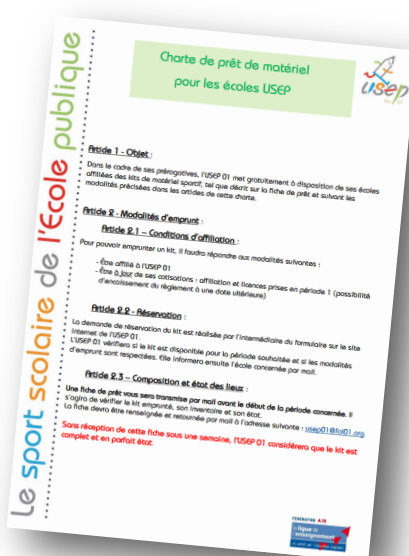 Charte de prêt de matériel
pour les écoles USEP
usep
Le sport scolaire de l'École publique
Article 1 - Objet :
Dans le cadre de ses prérogatives, l'USEP 01 met gratuitement à disposition de ses écoles
affiliées des kits de matériel sportif, tel que décrit sur la fiche de prêt et suivant les
modalités précisées dans les articles de cette charte.
Article 2 - Modalités d'emprunt :
Article 2.1 – Conditions d'affiliation :
Pour pouvoir emprunter un kit, il faudra répondre aux modalités suivantes :
- Être affilié à l'USEP 01
- Être à jour de ses cotisations : affiliation et licences prises en période 1 (possibilité
d'encaissement du règlement à une date ultérieure)
Article 2.2 - Réservation :
La demande de réservation du kit est réalisée par l'intermédiaire du formulaire sur le site
internet de l'USEP 01.
L'USEP 01 vérifiera si le kit est disponible pour la période souhaitée et si les modalités
d'emprunt sont respectées. Elle informera ensuite l'école concernée par mail.
Article 2.3 – Composition et état des lieux :
Une fiche de prêt vous sera transmise par mail avant le début de la période concernée. Il
s'agira de vérifier le kit emprunté, son inventaire et son état.
La fiche devra être renseignée et retournée par mail à l'adresse suivante : usep01@fol01.org
Sans réception de cette fiche sous une semaine, l'USEP 01 considérera que le kit est
complet et en parfait état.
FÉDÉRATION AIN
la ligue de
l'enseignement